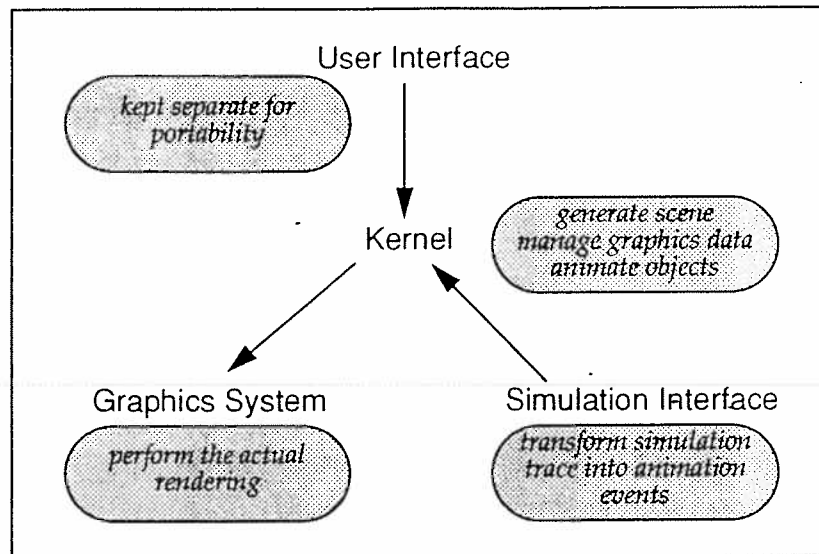 User Interface
kept separate for
portability
Kernel
generate scene
manage graphics data
animate objects
Graphics System
perform the actual
rendering
Simulation Interface
transform simulation
trace into animation
events